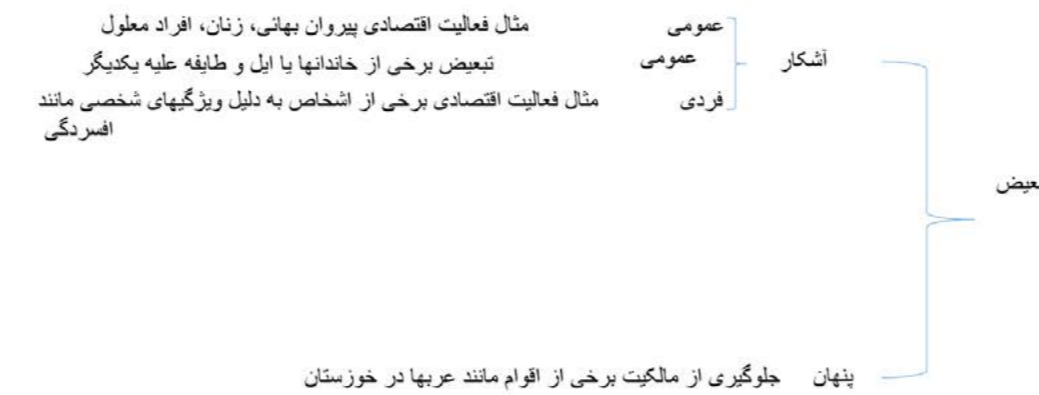 عمومی مثال فعالیت اقتصادی پیروان بهائی، زنان، افراد معلول
آشکار
عمومی تبعیض برخی از خاندانها یا ایل و طایفه علیه یکدیگر
فردی مثال فعالیت اقتصادی برخی از اشخاص به دلیل ویژگیهای شخصی مانند
افسردگی
عیض
پنهان جلوگیری از مالکیت برخی از اقوام مانند عربها در خوزستان